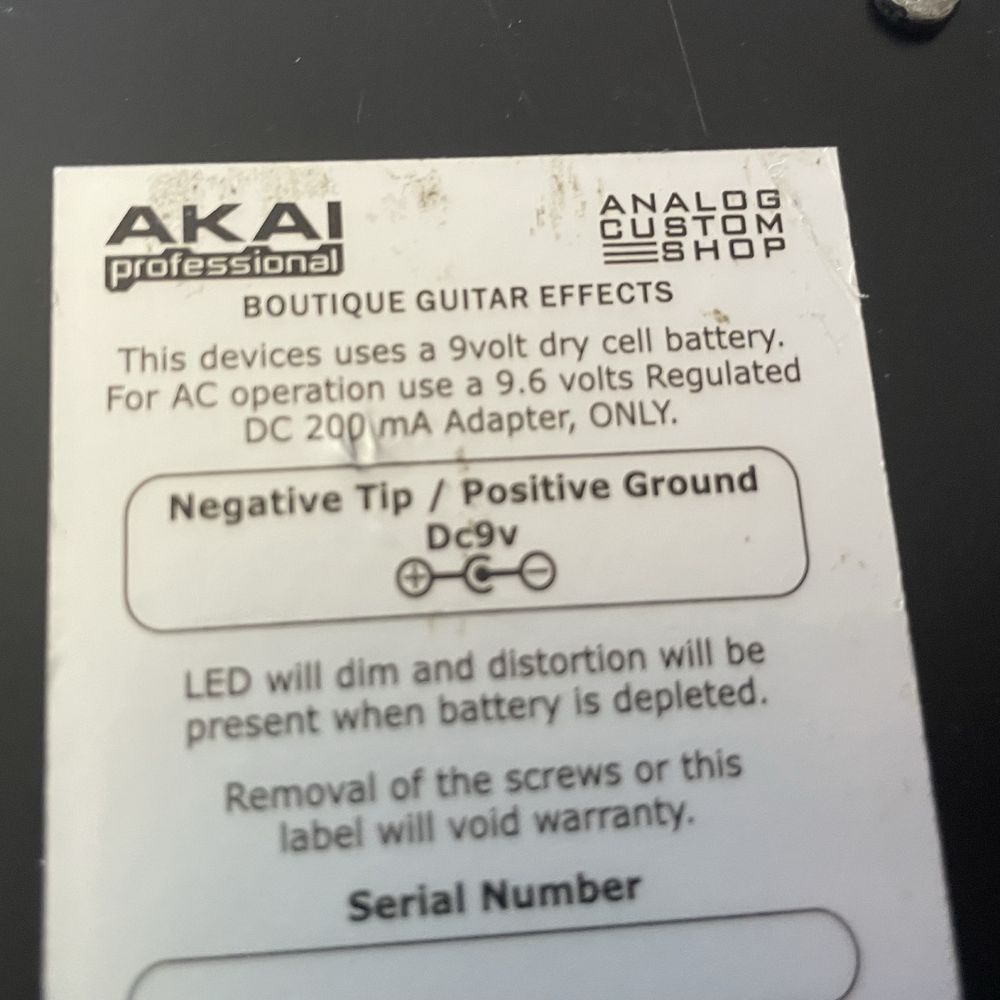 AKAI
professional
ANALOG
CUSTOM
SHOP
BOUTIQUE GUITAR EFFECTS
This devices uses a 9volt dry cell battery.
For AC operation use a 9.6 volts Regulated
DC 200 mA Adapter, ONLY.
Negative Tip / Positive Ground
Dc9v
LED will dim and distortion will be
present when battery is depleted.
Removal of the screws or this
label will void warranty.
Serial Number